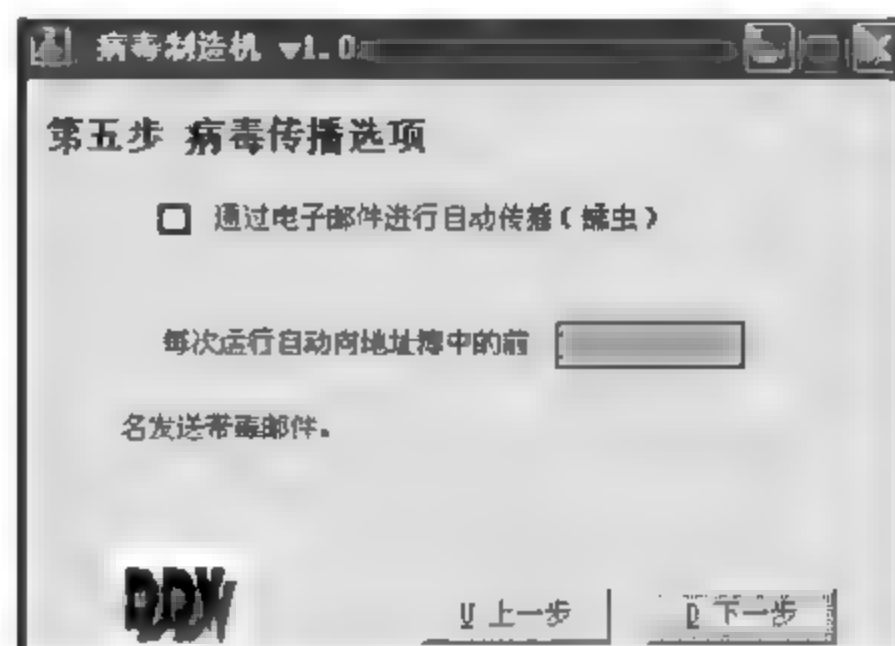 病毒制造机 v1.0
第五步 病毒传播选项
通过电子邮件进行自动传播(蠕虫)
每次运行自动向地址簿中的前
名发送带毒邮件。
U 上一步
D 下一步